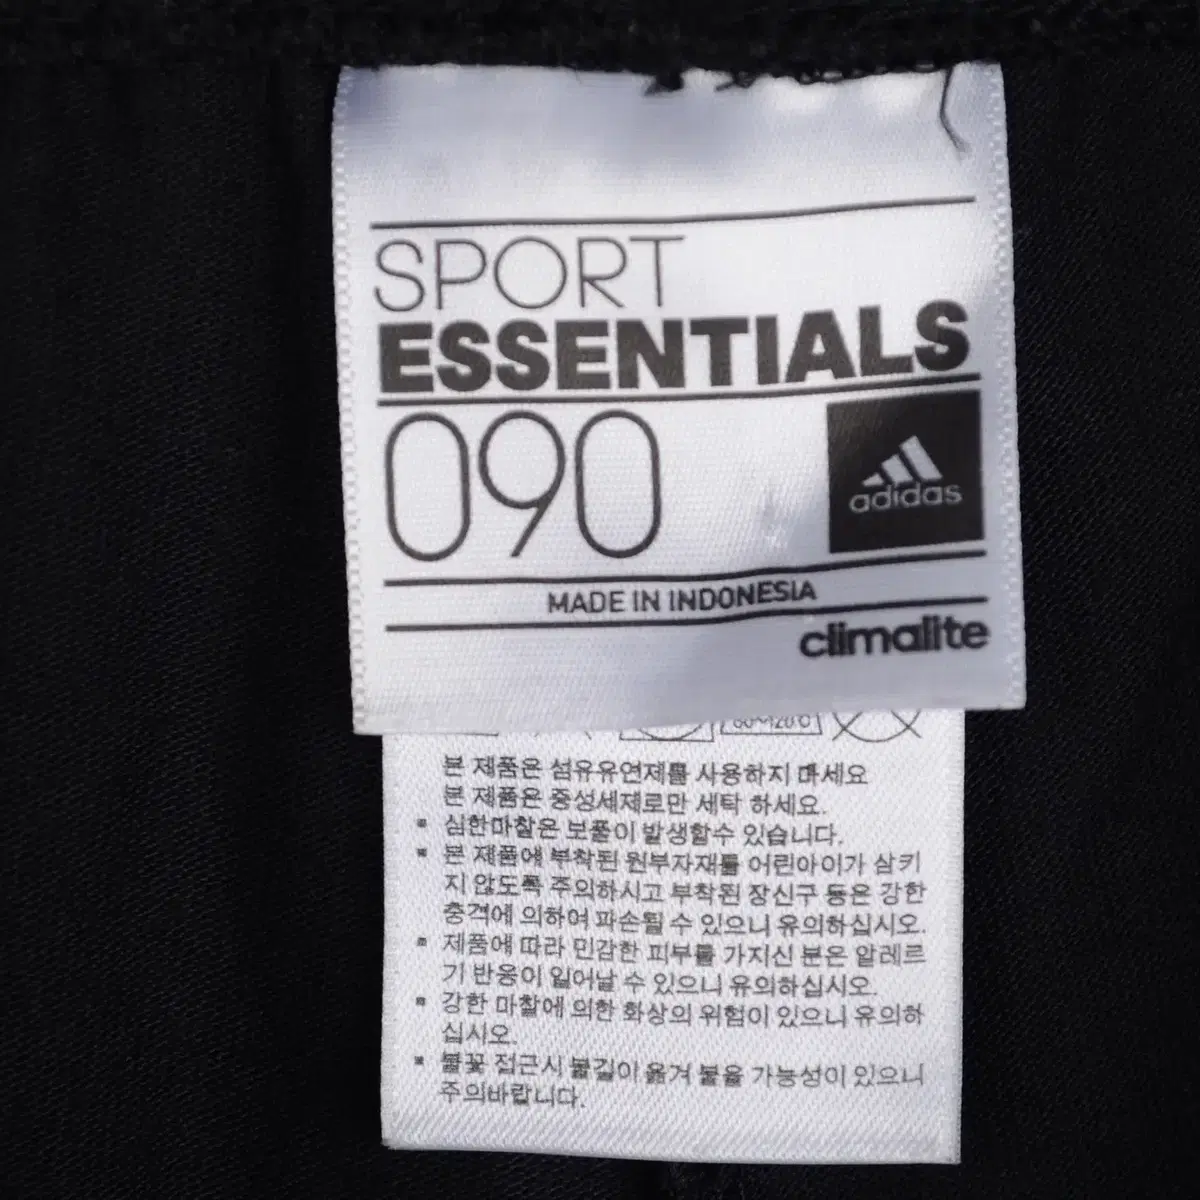 SPORT
ESSENTIALS
090
adidas
MADE IN INDONESIA
climalite
본 제품은 섬유유연제를 사용하지 마세요
본 제품은 중성세제로만 세탁 하세요.
* 심한마찰은 보풀이 발생할수 있습니다.
* 본 제품에 부착된 원부자재를 어린아이가 삼키
지 않도록 주의하시고 부착된 장신구 등은 강한
충격에 의하여 파손될 수 있으니 유의하십시오.
* 제품에 따라 민감한 피부를 가지신 분은 알레르
기 반응이 일어날 수 있으니 유의하십시오.
* 강한 마찰에 의한 화상의 위험이 있으니 유의하
십시오.
* 불꽃 접근시 불길이 옮겨 붙을 가능성이 있으니
주의바랍니다.